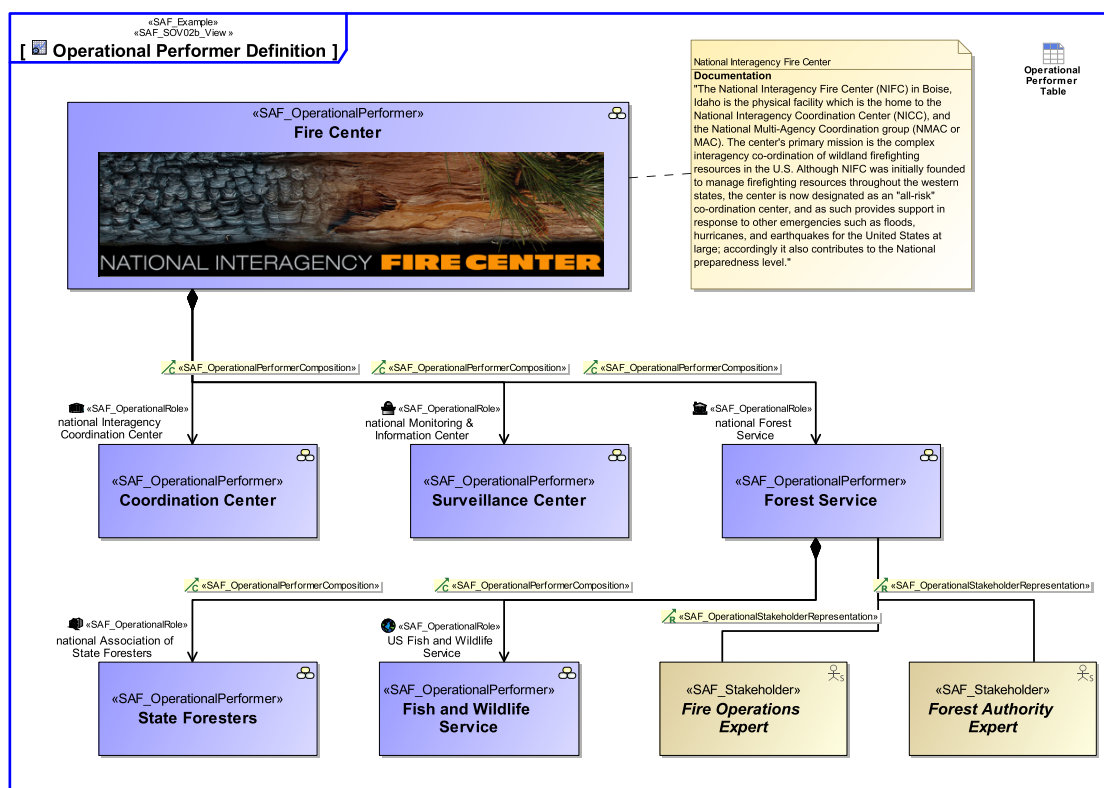 «SAF_Example»
«SAF_SOV02b_View »
[ Operational Performer Definition ]
National Interagency Fire Center
Documentation
"The National Interagency Fire Center (NIFC) in Boise,
Idaho is the physical facility which is the home to the
National Interagency Coordination Center (NICC), and
the National Multi-Agency Coordination group (NMAC or
MAC). The center's primary mission is the complex
interagency co-ordination of wildland firefighting
resources in the U.S. Although NIFC was initially founded
to manage firefighting resources throughout the western
states, the center is now designated as an "all-risk"
co-ordination center, and as such provides support in
response to other emergencies such as floods,
hurricanes, and earthquakes for the United States at
large; accordingly it also contributes to the National
preparedness level."
Operational
Performer
Table
«SAF_OperationalPerformer»
Fire Center
NATIONAL INTERAGENCY FIRE CENTER
C «SAF_OperationalPerformerComposition»
C «SAF_OperationalPerformerComposition»
C «SAF_OperationalPerformerComposition»
«SAF_OperationalRole»
national Interagency
Coordination Center
«SAF_OperationalRole»
national Monitoring &
Information Center
«SAF_OperationalRole»
national Forest
Service
«SAF_OperationalPerformer»
Coordination Center
«SAF_OperationalPerformer»
Surveillance Center
«SAF_OperationalPerformer»
Forest Service
C «SAF_OperationalPerformerComposition»
C «SAF_OperationalPerformerComposition»
R «SAF_OperationalStakeholderRepresentation»
R «SAF_OperationalStakeholderRepresentation»
«SAF_OperationalRole»
national Association of
State Foresters
«SAF_OperationalRole»
US Fish and Wildlife
Service
«SAF_OperationalPerformer»
State Foresters
«SAF_OperationalPerformer»
Fish and Wildlife
Service
S
«SAF_Stakeholder»
Fire Operations
Expert
S
«SAF_Stakeholder»
Forest Authority
Expert